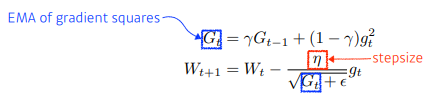 EMA of gradient squares
G_t = γG_{t−1} + (1 − γ)g_t^2
W_{t+1} = W_t − η / (√(G_t + ϵ)) g_t
stepsize